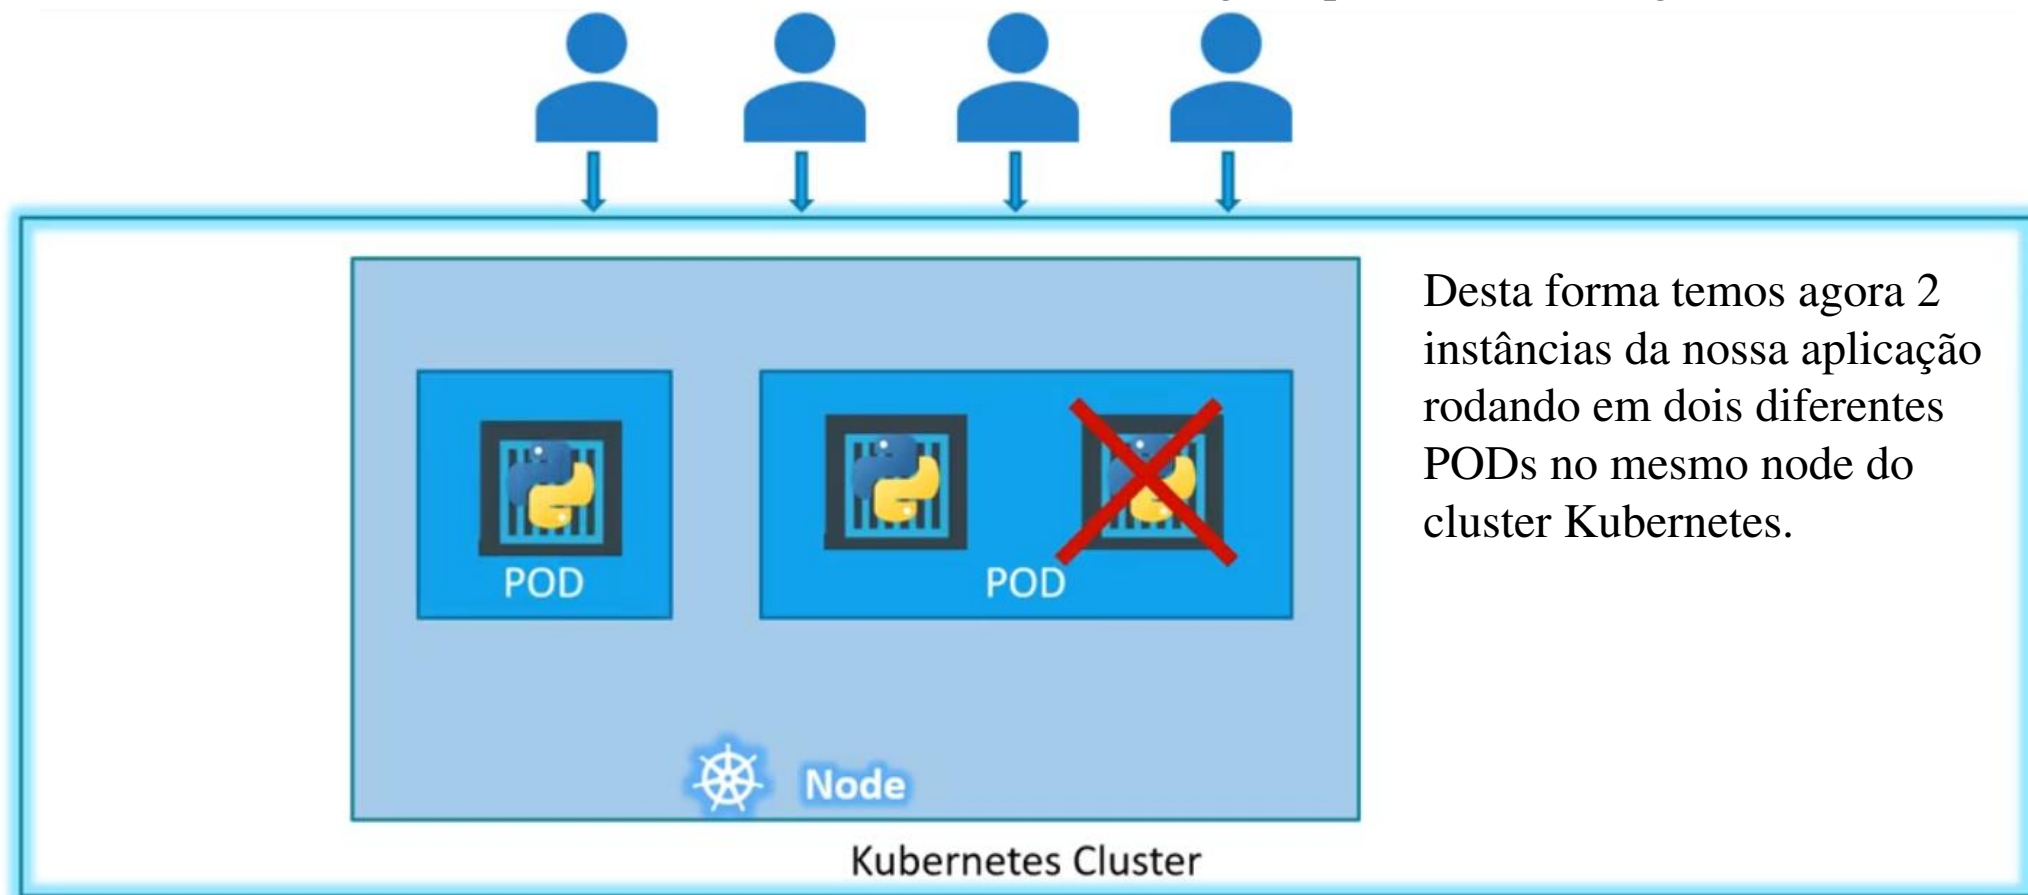 Desta forma temos agora 2
instâncias da nossa aplicação
rodando em dois diferentes
PODs no mesmo node do
cluster Kubernetes.
POD
POD
Node
Kubernetes Cluster